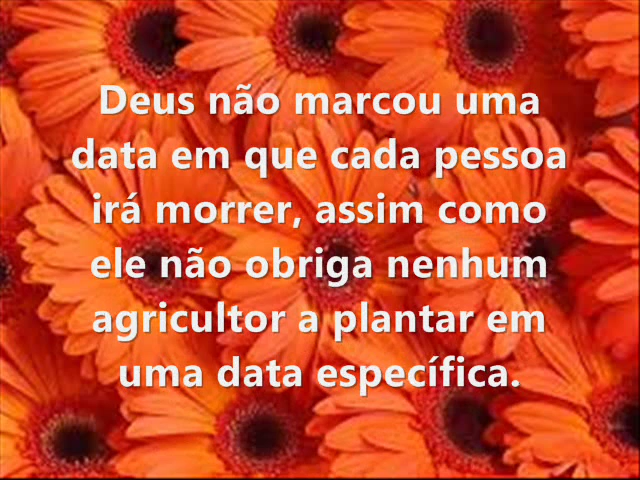 Deus não marcou uma
data em que cada pessoa
irá morrer, assim como
ele não obriga nenhum
agricultor a plantar em
uma data específica.